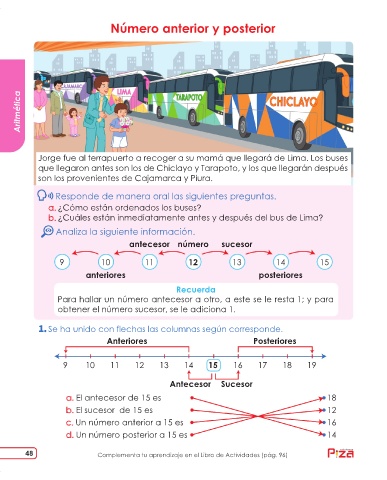 Número anterior y posterior
Aritmética
CAJAMARCA
LIMA
TARAPOTO
CHICLAYO
Jorge fue al terrapuerto a recoger a su mamá que llegará de Lima. Los buses
que llegaron antes son los de Chiclayo y Tarapoto, y los que llegarán después
son los provenientes de Cajamarca y Piura.
Responde de manera oral las siguientes preguntas.
a. ¿Cómo están ordenados los buses?
b. ¿Cuáles están inmediatamente antes y después del bus de Lima?
Analiza la siguiente información.
antecesor número sucesor
9 10 11 12 13 14 15
anteriores posteriores
Recuerda
Para hallar un número antecesor a otro, a este se le resta 1; y para
obtener el número sucesor, se le adiciona 1.
1. Se ha unido con flechas las columnas según corresponde.
Anteriores Posteriores
9 10 11 12 13 14 15 16 17 18 19
Antecesor Sucesor
a. El antecesor de 15 es 18
b. El sucesor de 15 es 12
c. Un número anterior a 15 es 16
d. Un número posterior a 15 es 14
48
Complementa tu aprendizaje en el Libro de Actividades (pág. 96)
Piza